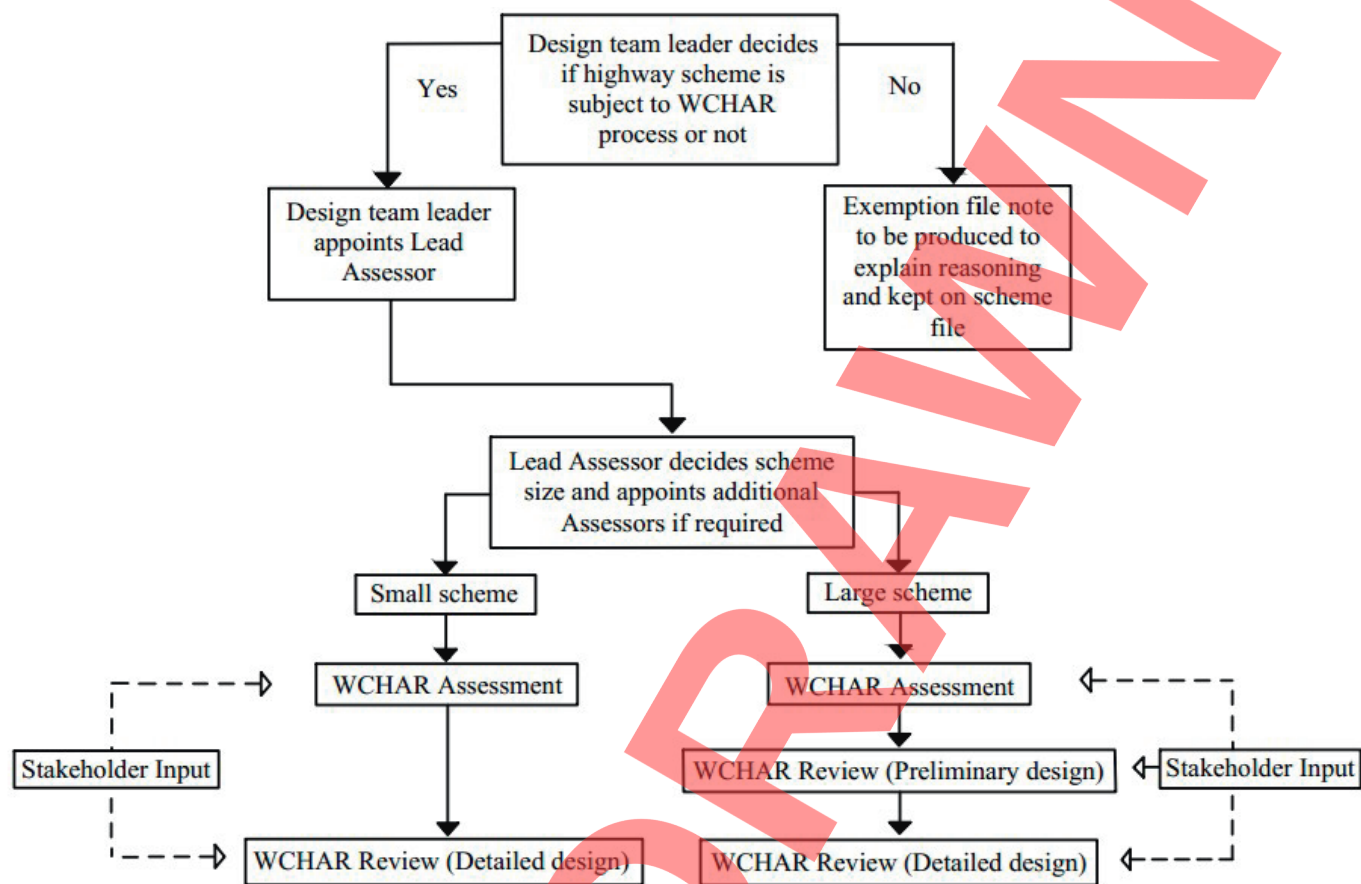 Design team leader decides
if highway scheme is
subject to WCHAR
process or not
Yes
No
Design team leader
appoints Lead
Assessor
Exemption file note
to be produced to
explain reasoning
and kept on scheme
file
Lead Assessor decides scheme
size and appoints additional
Assessors if required
Small scheme
Large scheme
WCHAR Assessment
WCHAR Assessment
Stakeholder Input
WCHAR Review (Preliminary design)
Stakeholder Input
WCHAR Review (Detailed design)
WCHAR Review (Detailed design)
DRAWN